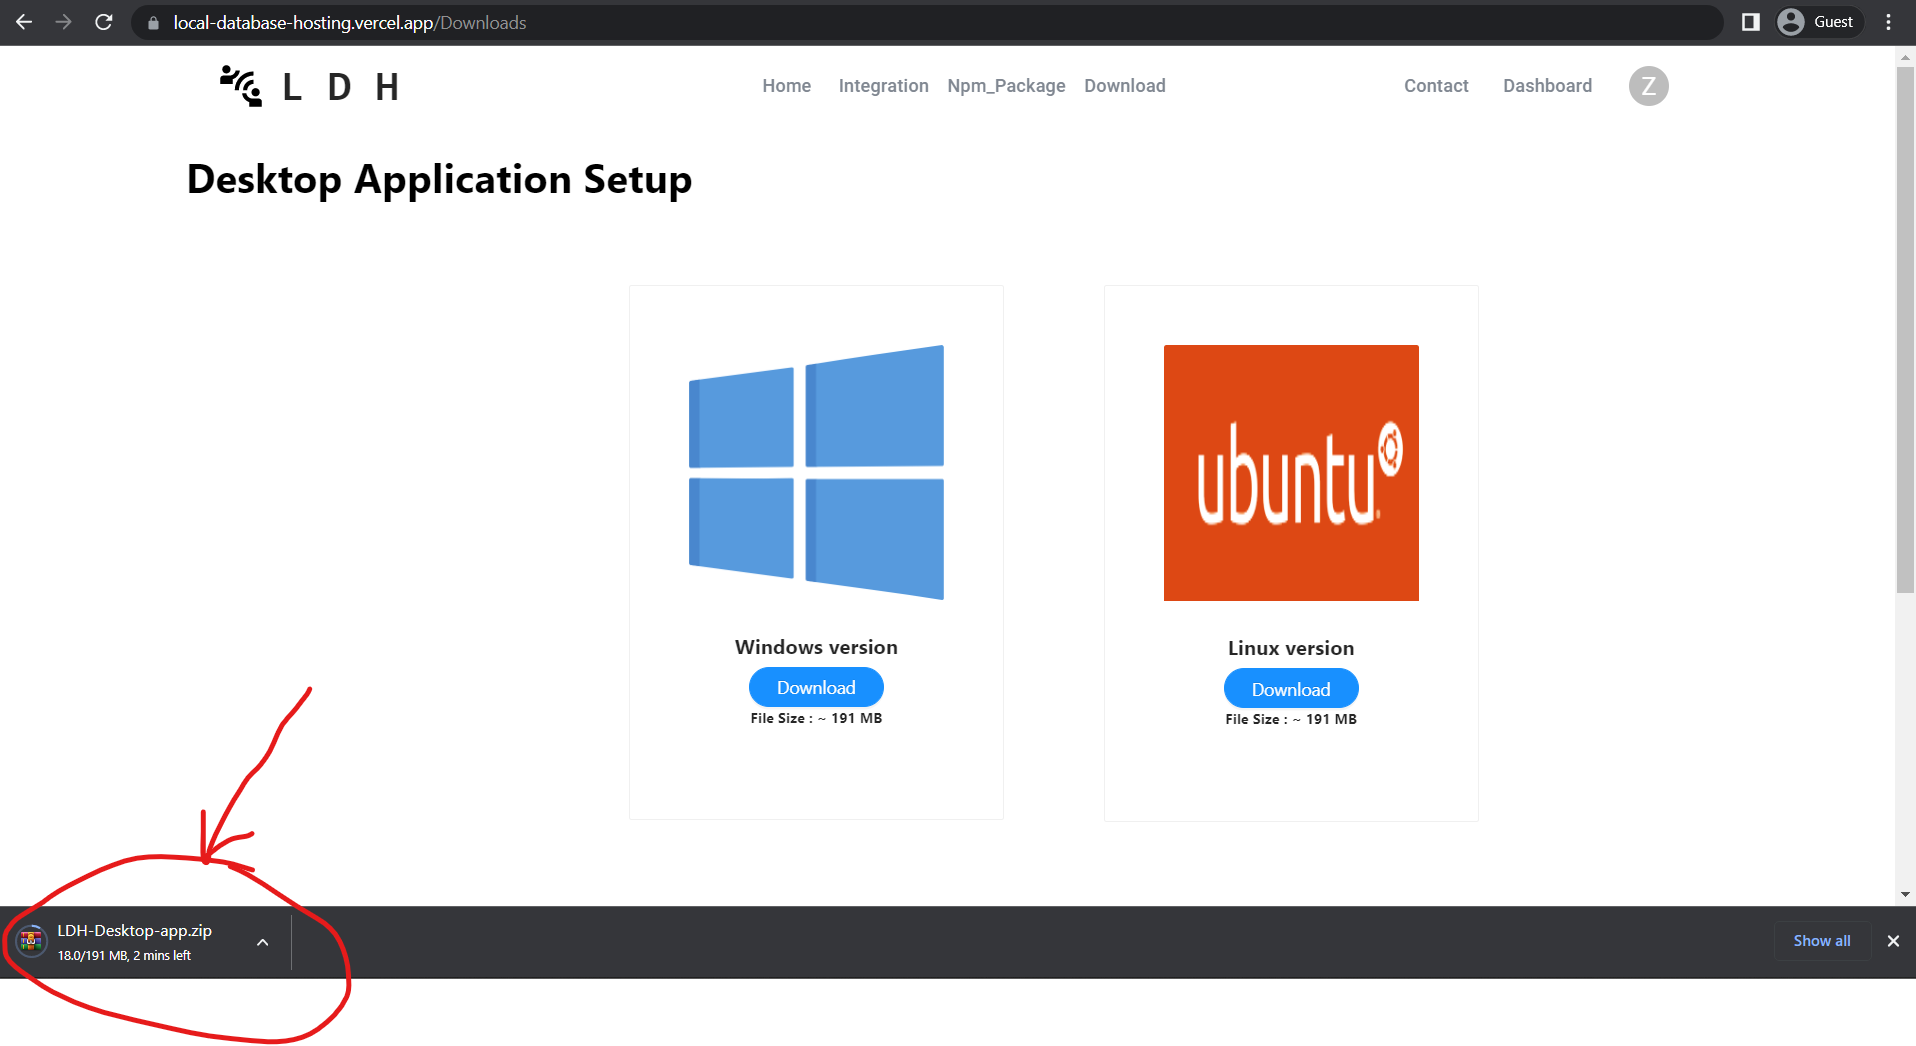 local-database-hosting.vercel.app/Downloads
Guest
L D H
Home Integration Npm_Package Download Contact Dashboard Z
Desktop Application Setup
ubuntu
Windows version
Download
File Size : ~ 191 MB
Linux version
Download
File Size : ~ 191 MB
LDH-Desktop-app.zip
18.0/191 MB, 2 mins left
Show all